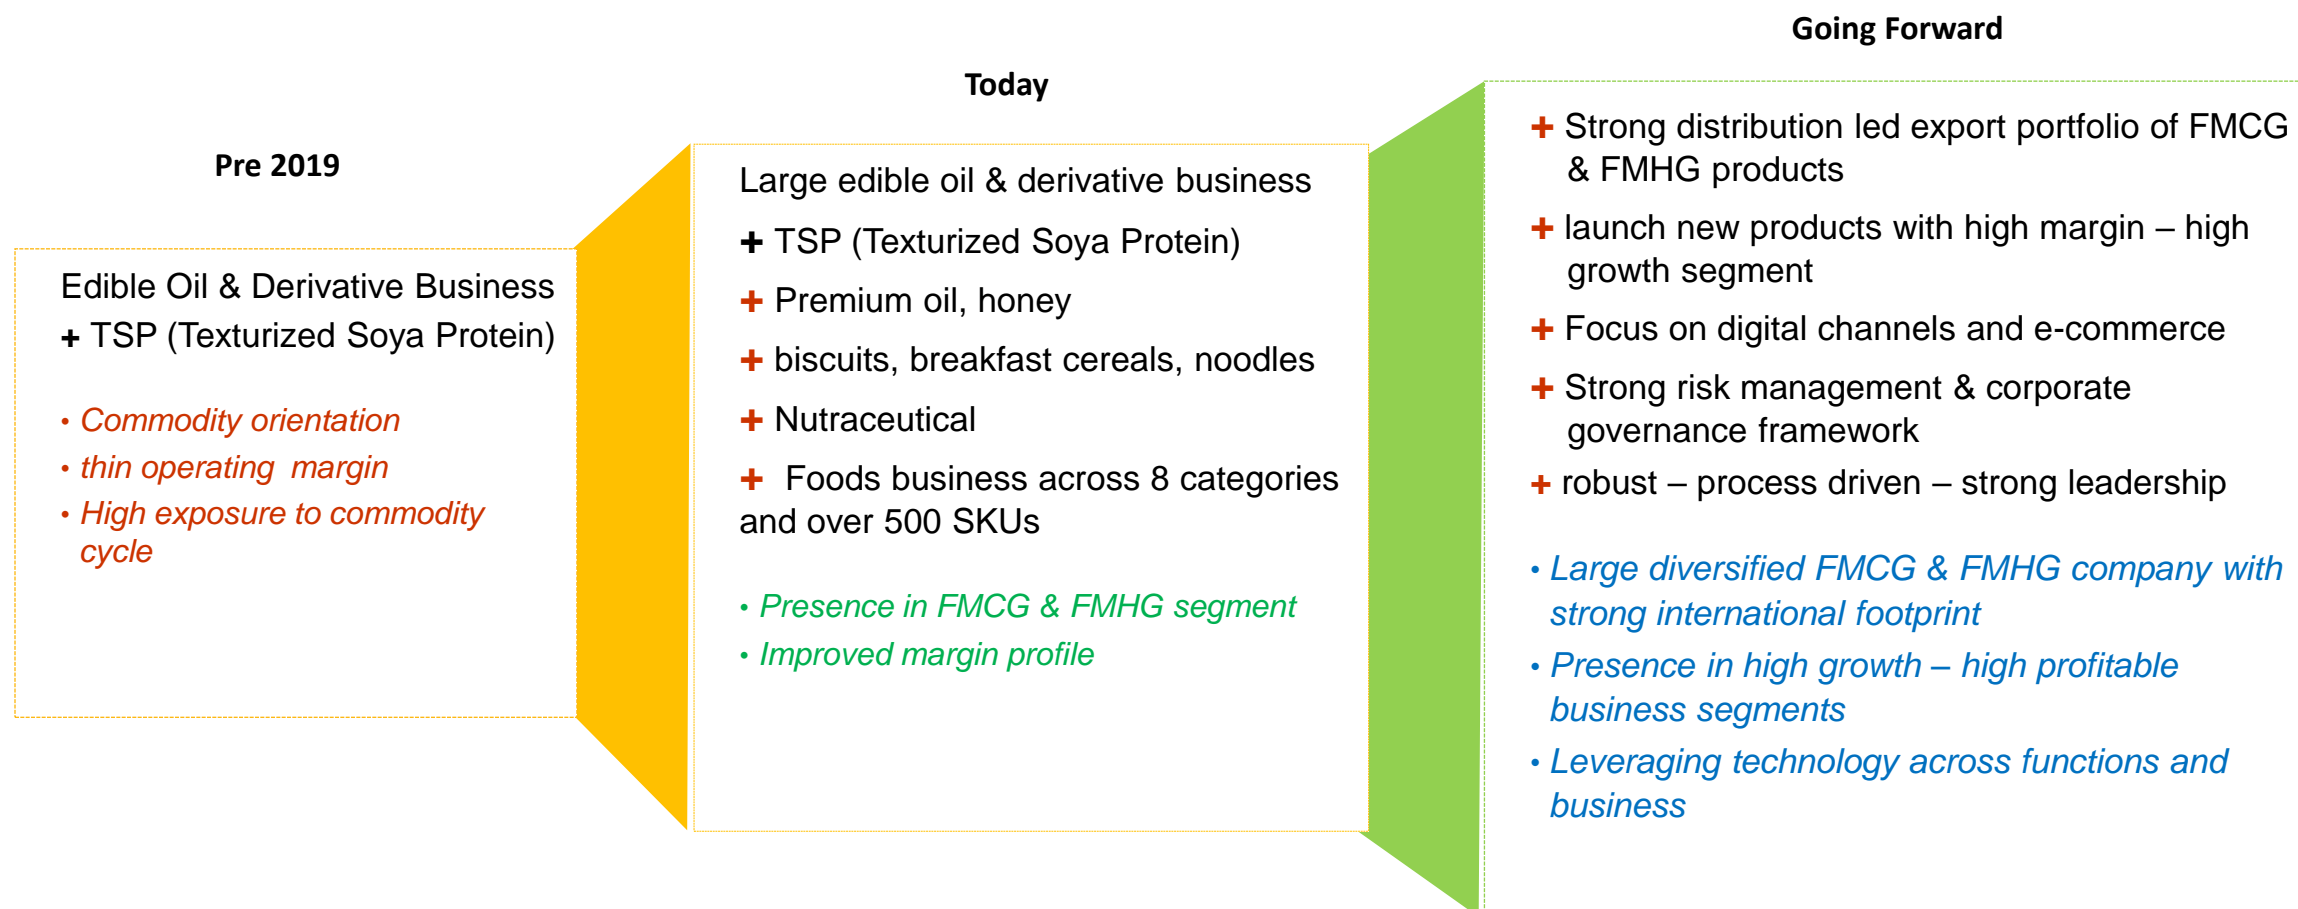 Pre 2019
Edible Oil & Derivative Business
+ TSP (Texturized Soya Protein)
• Commodity orientation
• thin operating margin
• High exposure to commodity
cycle
Today
Large edible oil & derivative business
+ TSP (Texturized Soya Protein)
+ Premium oil, honey
+ biscuits, breakfast cereals, noodles
+ Nutraceutical
+ Foods business across 8 categories
and over 500 SKUs
• Presence in FMCG & FMHG segment
• Improved margin profile
Going Forward
+ Strong distribution led export portfolio of FMCG
& FMHG products
+ launch new products with high margin – high
growth segment
+ Focus on digital channels and e-commerce
+ Strong risk management & corporate
governance framework
+ robust – process driven – strong leadership
• Large diversified FMCG & FMHG company with
strong international footprint
• Presence in high growth – high profitable
business segments
• Leveraging technology across functions and
business